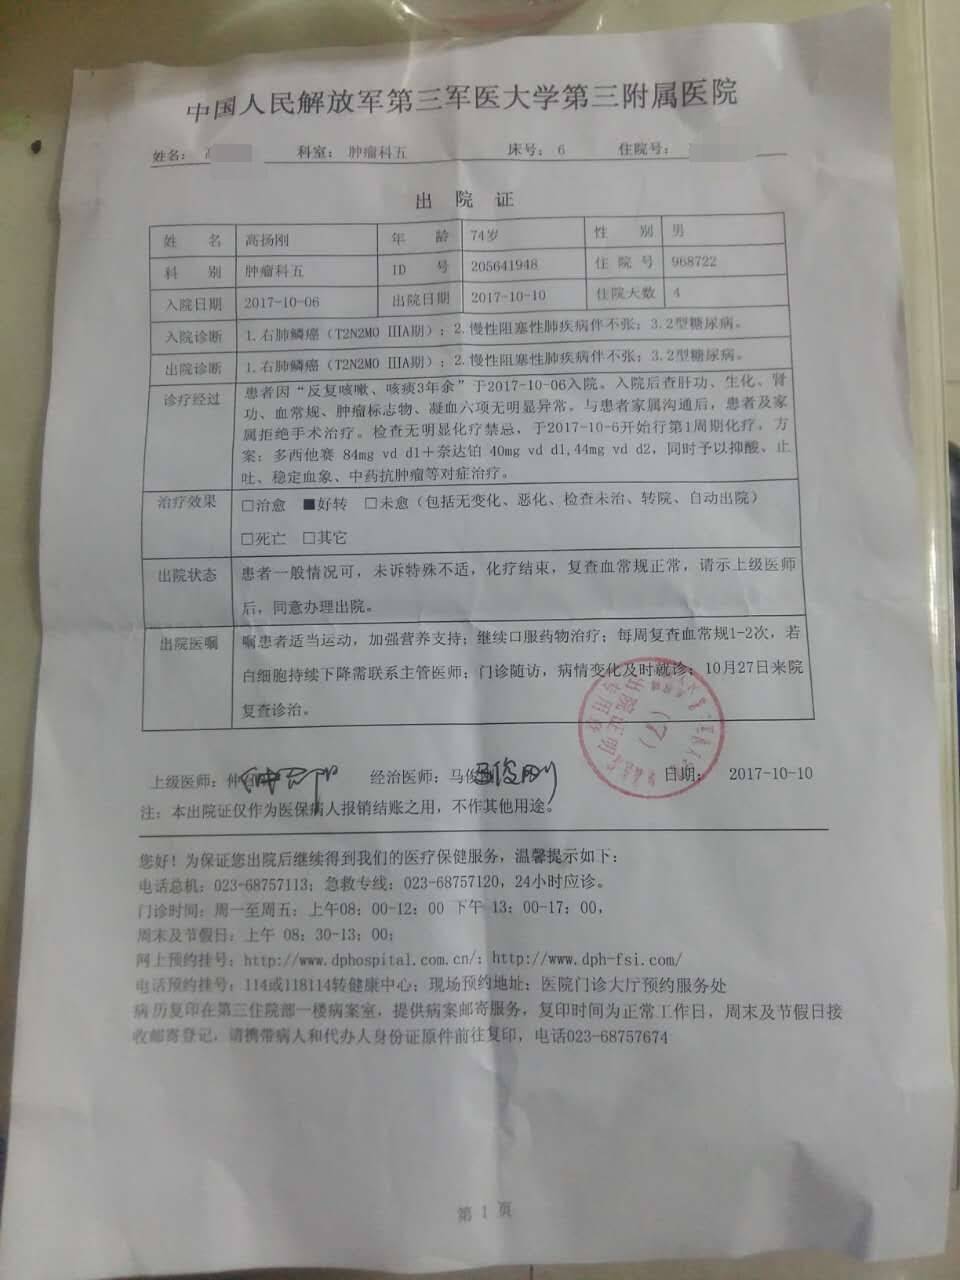 中国人民解放军第三军医大学第三附属医院
姓名： 科室：肿瘤科五 床号：6 住院号：
出 院 证
姓 名 高扬刚 年 龄 74岁 性 别 男
科 别 肿瘤科五 ID 号 205641948 住 院 号 968722
入院日期 2017-10-06 出院日期 2017-10-10 住院天数 4
入院诊断 1.右肺鳞癌（T2N2M0 IIIA期）；2.慢性阻塞性肺疾病伴不张；3.2型糖尿病。
出院诊断 1.右肺鳞癌（T2N2M0 IIIA期）；2.慢性阻塞性肺疾病伴不张；3.2型糖尿病。
诊疗经过 患者因“反复咳嗽、咳痰3年余”于2017-10-06入院。入院后查肝功、生化、肾
功、血常规、肿瘤标志物、凝血六项无明显异常。与患者家属沟通后，患者及家
属拒绝手术治疗。检查无明显化疗禁忌，于2017-10-6开始行第1周期化疗，方
案：多西他赛 84mg vd d1＋奈达铂 40mg vd d1,44mg vd d2，同时予以抑酸、止
吐、稳定血象、中药抗肿瘤等对症治疗。
治疗效果 □治愈 ■好转 □未愈（包括无变化、恶化、检查未治、转院、自动出院）
□死亡 □其它
出院状态 患者一般情况可，未诉特殊不适，化疗结束，复查血常规正常，请示上级医师
后，同意办理出院。
出院医嘱 嘱患者适当运动，加强营养支持；继续口服药物治疗；每周复查血常规1-2次，若
白细胞持续下降需联系主管医师；门诊随访，病情变化及时就诊；10月27日来院
复查诊治。
出院证明
专用章
（7）
上级医师：仲 经治医师：马俊刚 日期： 2017-10-10
注：本出院证仅作为医保病人报销结账之用，不作其他用途。
您好！为保证您出院后继续得到我们的医疗保健服务，温馨提示如下：
电话总机：023-68757113；急救专线：023-68757120，24小时应诊。
门诊时间：周一至周五：上午08：00-12：00 下午 13：00-17：00，
周末及节假日：上午 08：30-13：00；
网上预约挂号：http://www.dphospital.com.cn/；http://www.dph-fsi.com/
电话预约挂号：114或118114转健康中心；现场预约地址：医院门诊大厅预约服务处
病历复印在第三住院部一楼病案室，提供病案邮寄服务，复印时间为正常工作日，周末及节假日接
收邮寄登记，请携带病人和代办人身份证原件前往复印，电话023-68757674
第 1 页